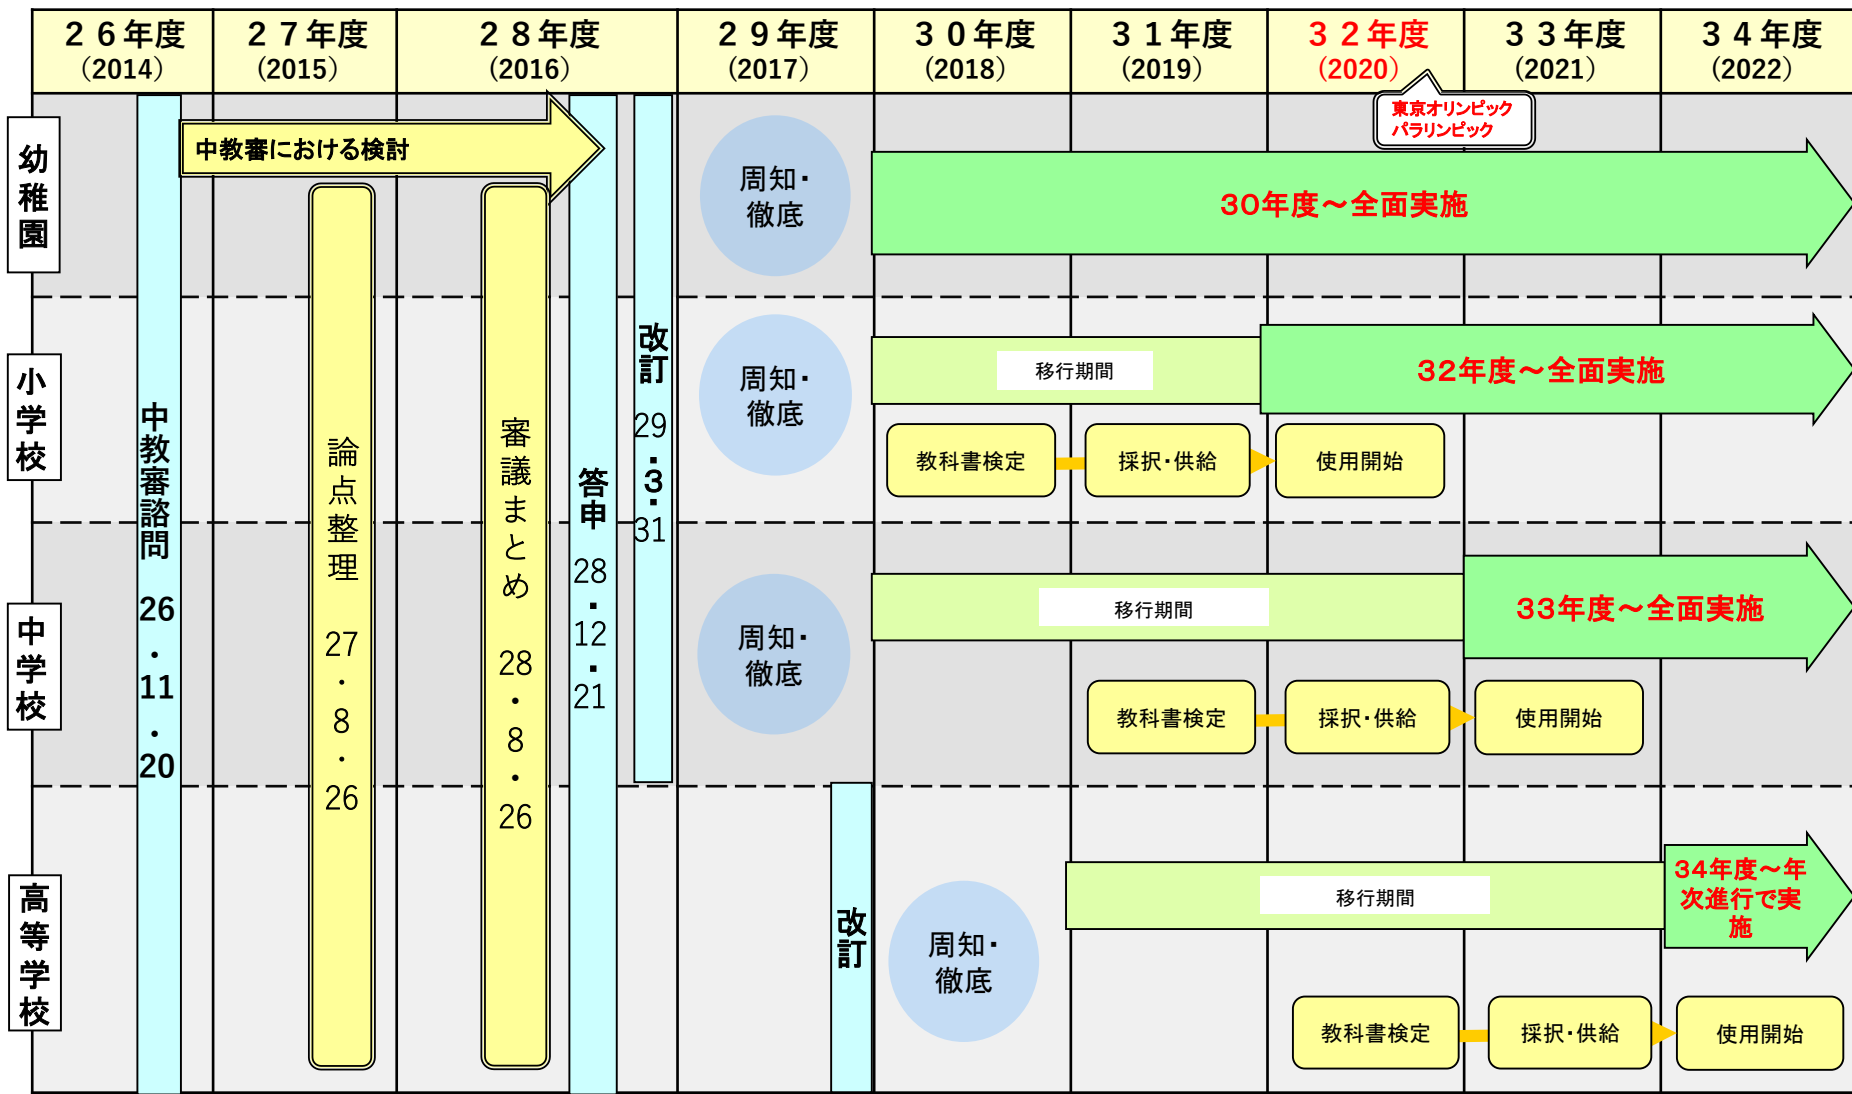 ２６年度
（2014）
２７年度
（2015）
２８年度
（2016）
２９年度
（2017）
３０年度
（2018）
３１年度
（2019）
３２年度
（2020）
３３年度
（2021）
３４年度
（2022）
東京オリンピック
パラリンピック
幼稚園
中教審における検討
周知・
徹底
30年度～全面実施
小学校
周知・
徹底
移行期間
32年度～全面実施
教科書検定
採択・供給
使用開始
中教審諮問 26・11・20
論点整理 27・8・26
審議まとめ 28・8・26
答申 28・12・21
改訂 29・3・31
中学校
周知・
徹底
移行期間
33年度～全面実施
教科書検定
採択・供給
使用開始
高等学校
改訂
周知・
徹底
移行期間
34年度～年
次進行で実
施
教科書検定
採択・供給
使用開始